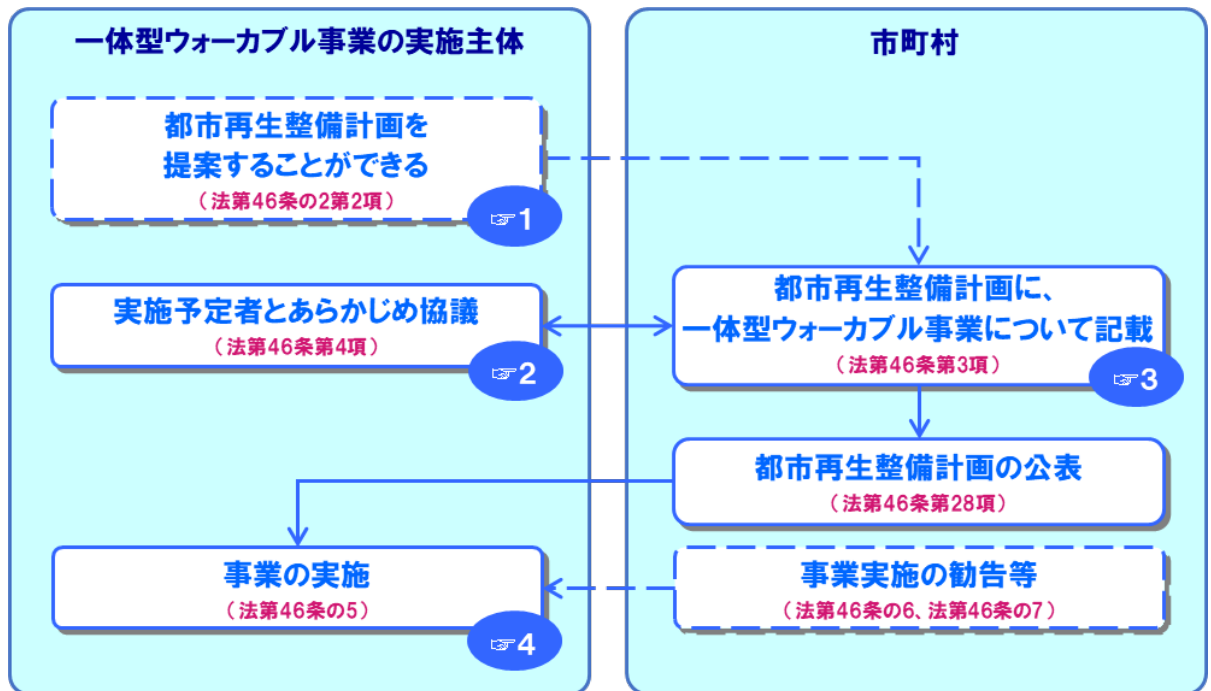 一体型ウォーカブル事業の実施主体
都市再生整備計画を
提案することができる
（法第46条の2第2項）
☞1
実施予定者とあらかじめ協議
（法第46条第4項）
☞2
事業の実施
（法第46条の5）
☞4
市町村
都市再生整備計画に、
一体型ウォーカブル事業について記載
（法第46条第3項）
☞3
都市再生整備計画の公表
（法第46条第28項）
事業実施の勧告等
（法第46条の6、法第46条の7）